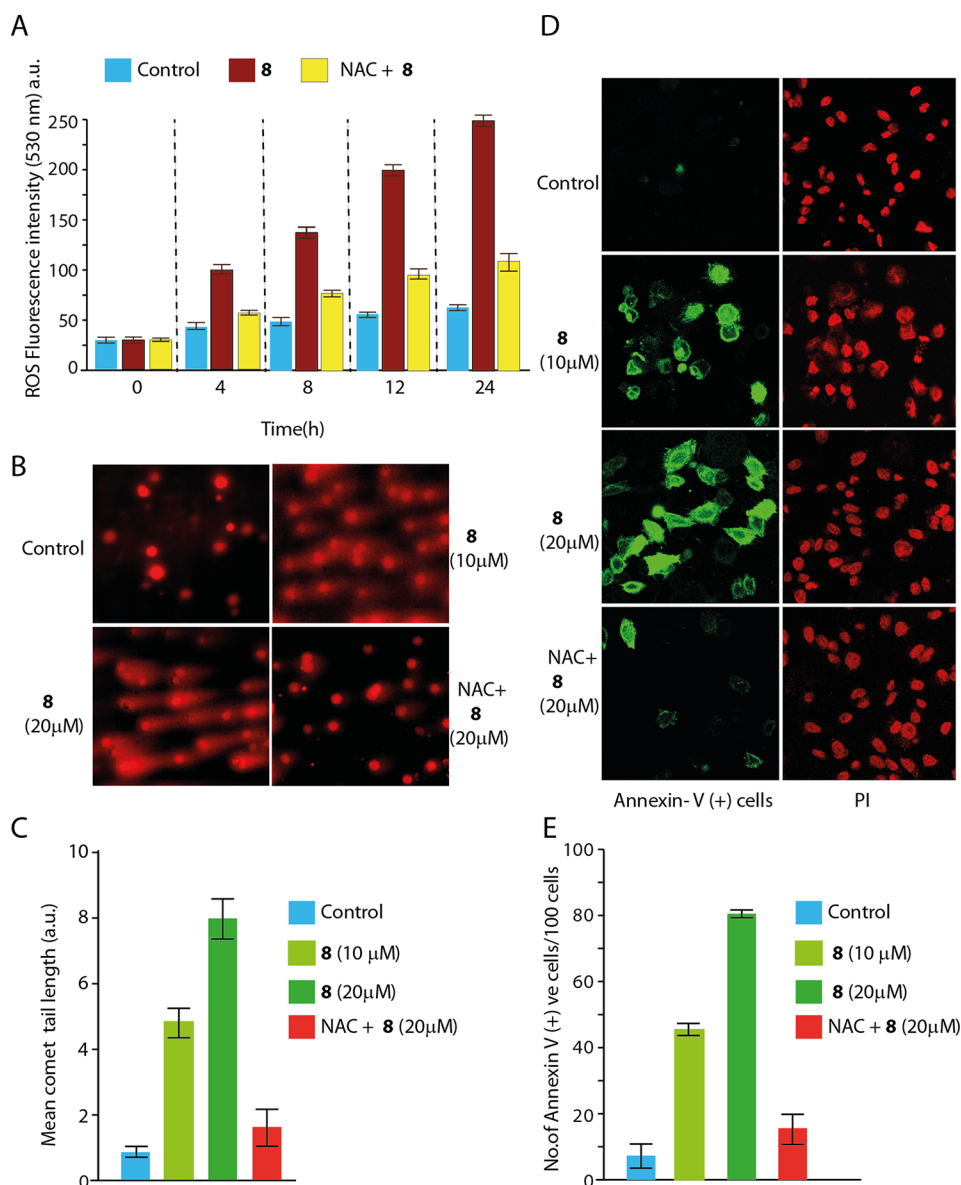 A
Control
8
NAC + 8
ROS Fluorescence intensity (530 nm) a.u.
250
200
150
100
50
0
0 4 8 12 24
Time(h)
B
Control
8
(10μM)
8
(20μM)
NAC+
8
(20μM)
C
Mean comet tail length (a.u.)
10
8
6
4
2
0
Control
8 (10 μM)
8 (20μM)
NAC + 8 (20μM)
D
Control
8
(10μM)
8
(20μM)
NAC+
8
(20μM)
Annexin- V (+) cells PI
E
No.of Annexin V (+) ve cells/100 cells
100
80
60
40
20
0
Control
8 (10 μM)
8 (20μM)
NAC + 8 (20μM)